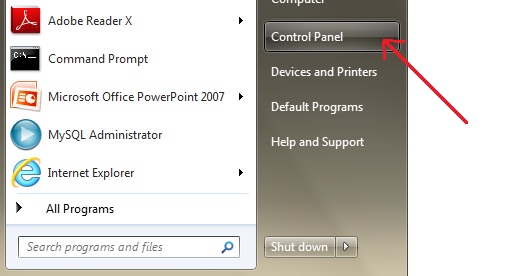 Adobe Reader X
Command Prompt
Microsoft Office PowerPoint 2007
MySQL Administrator
Internet Explorer
All Programs
Search programs and files
Computer
Control Panel
Devices and Printers
Default Programs
Help and Support
Shut down